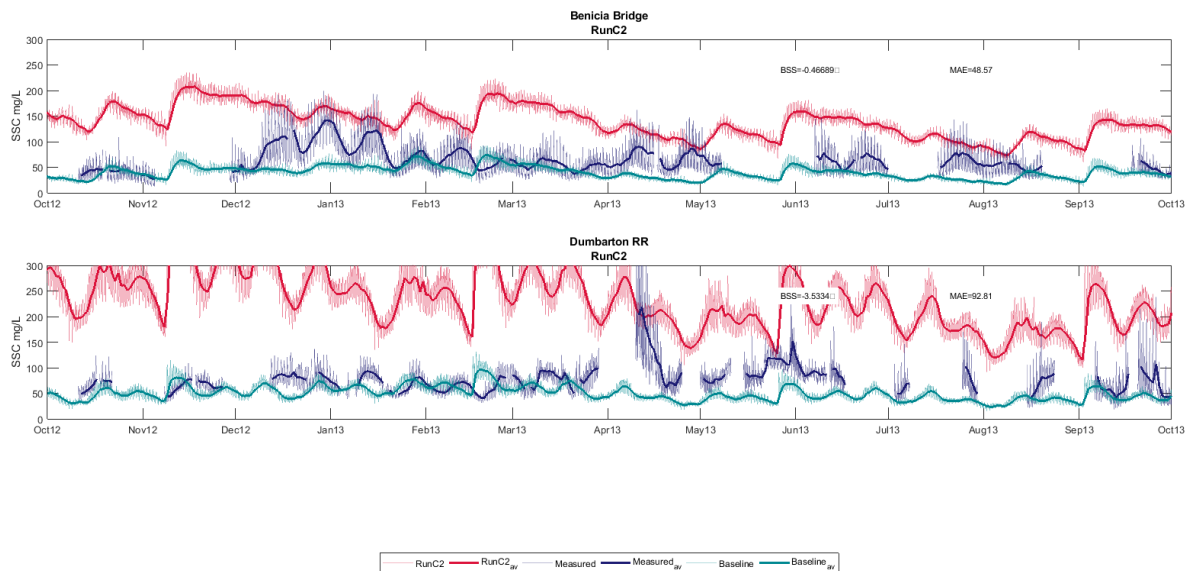 Benicia Bridge
RunC2
300
250
200
150
100
50
0
SSC mg/L
BSS=-0.46689□ MAE=48.57
Oct12 Nov12 Dec12 Jan13 Feb13 Mar13 Apr13 May13 Jun13 Jul13 Aug13 Sep13 Oct13
Dumbarton RR
RunC2
300
250
200
150
100
50
0
SSC mg/L
BSS=-3.5334□ MAE=92.81
Oct12 Nov12 Dec12 Jan13 Feb13 Mar13 Apr13 May13 Jun13 Jul13 Aug13 Sep13 Oct13
RunC2 RunC2av Measured Measuredav Baseline Baselineav